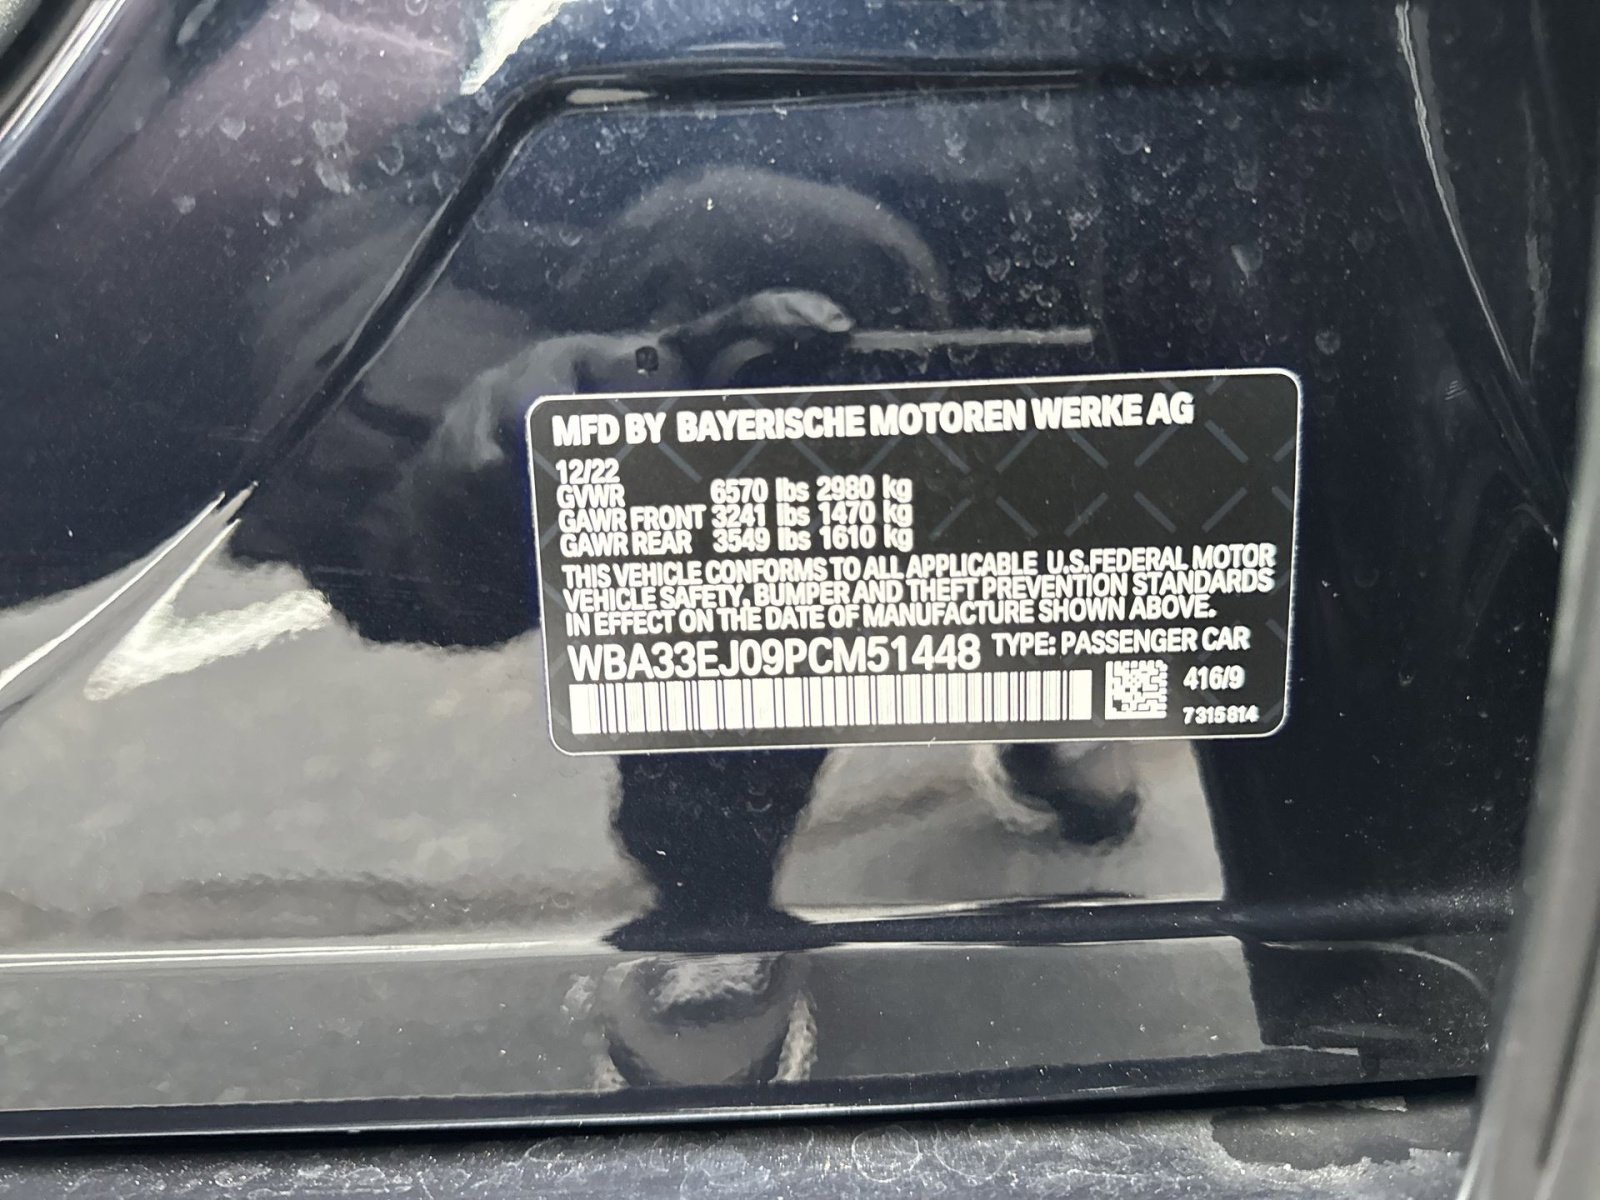 MFD BY BAYERISCHE MOTOREN WERKE AG
12/22
GVWR 6570 lbs 2980 kg
GAWR FRONT 3241 lbs 1470 kg
GAWR REAR 3549 lbs 1610 kg
THIS VEHICLE CONFORMS TO ALL APPLICABLE U.S.FEDERAL MOTOR
VEHICLE SAFETY, BUMPER AND THEFT PREVENTION STANDARDS
IN EFFECT ON THE DATE OF MANUFACTURE SHOWN ABOVE.
WBA33EJ09PCM51448 TYPE: PASSENGER CAR
416/9
7315814